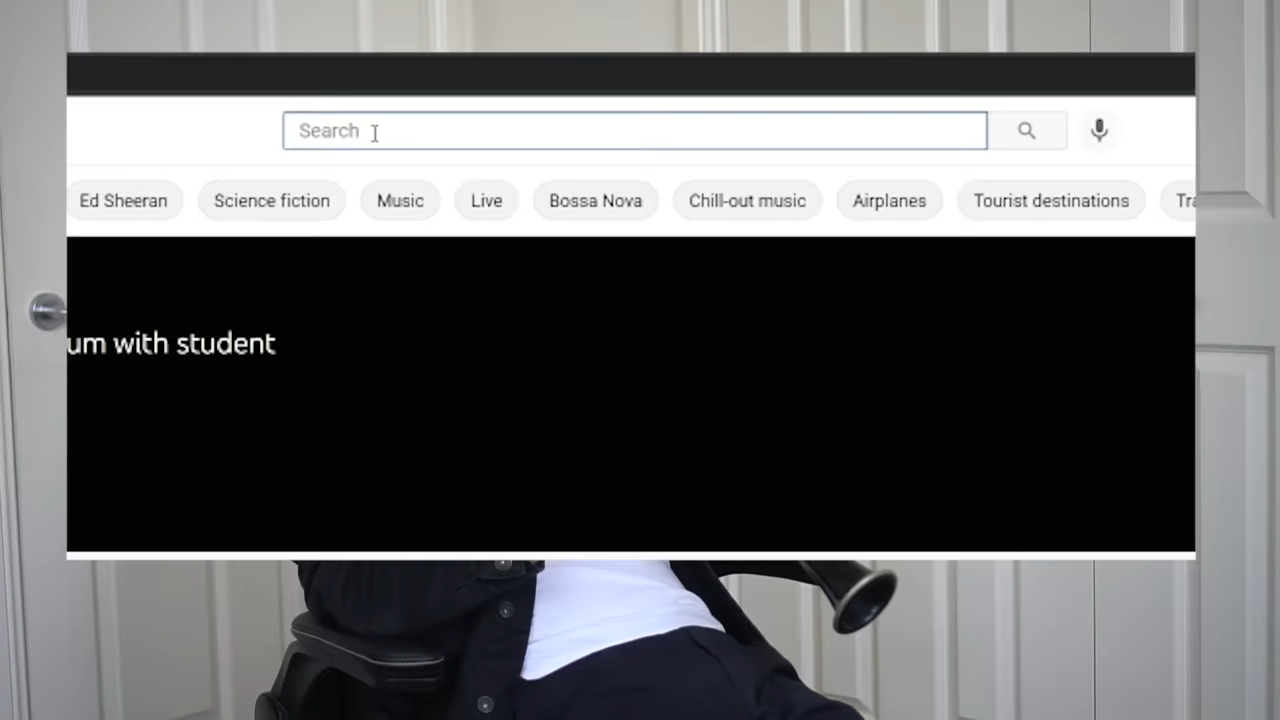 Search
Ed Sheeran Science fiction Music Live Bossa Nova Chill-out music Airplanes Tourist destinations
um with student